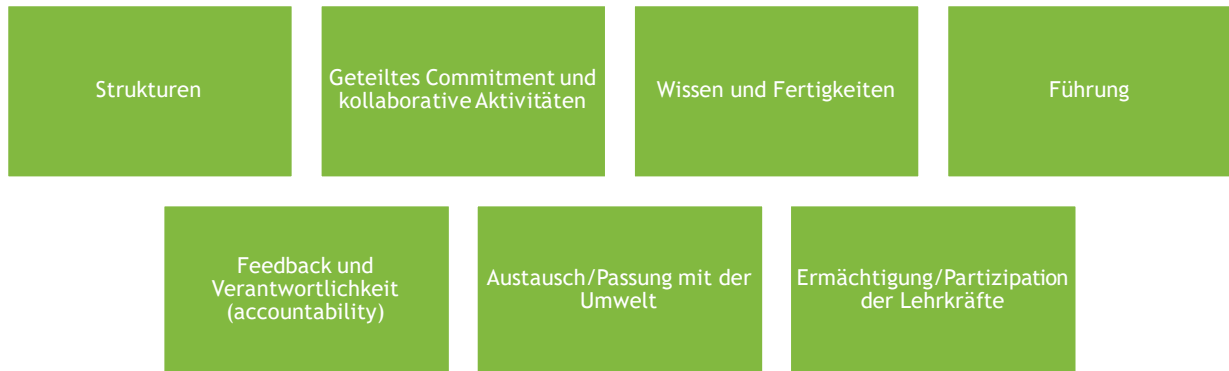 Strukturen
Geteiltes Commitment und
kollaborative Aktivitäten
Wissen und Fertigkeiten
Führung
Feedback und
Verantwortlichkeit
(accountability)
Austausch/Passung mit der
Umwelt
Ermächtigung/Partizipation
der Lehrkräfte